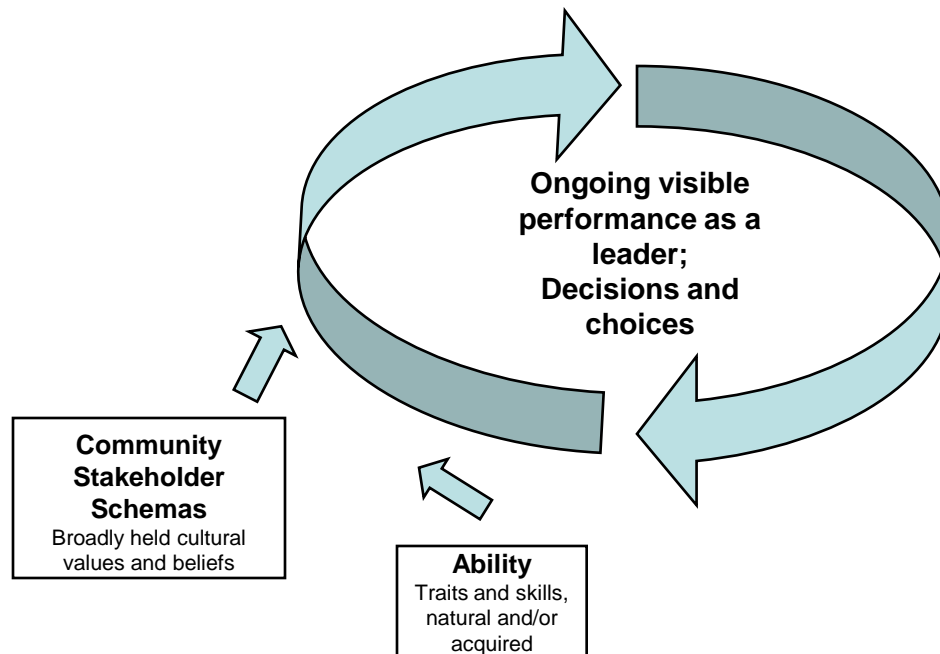 Ongoing visible
performance as a
leader;
Decisions and
choices
Community
Stakeholder
Schemas
Broadly held cultural
values and beliefs
Ability
Traits and skills,
natural and/or
acquired